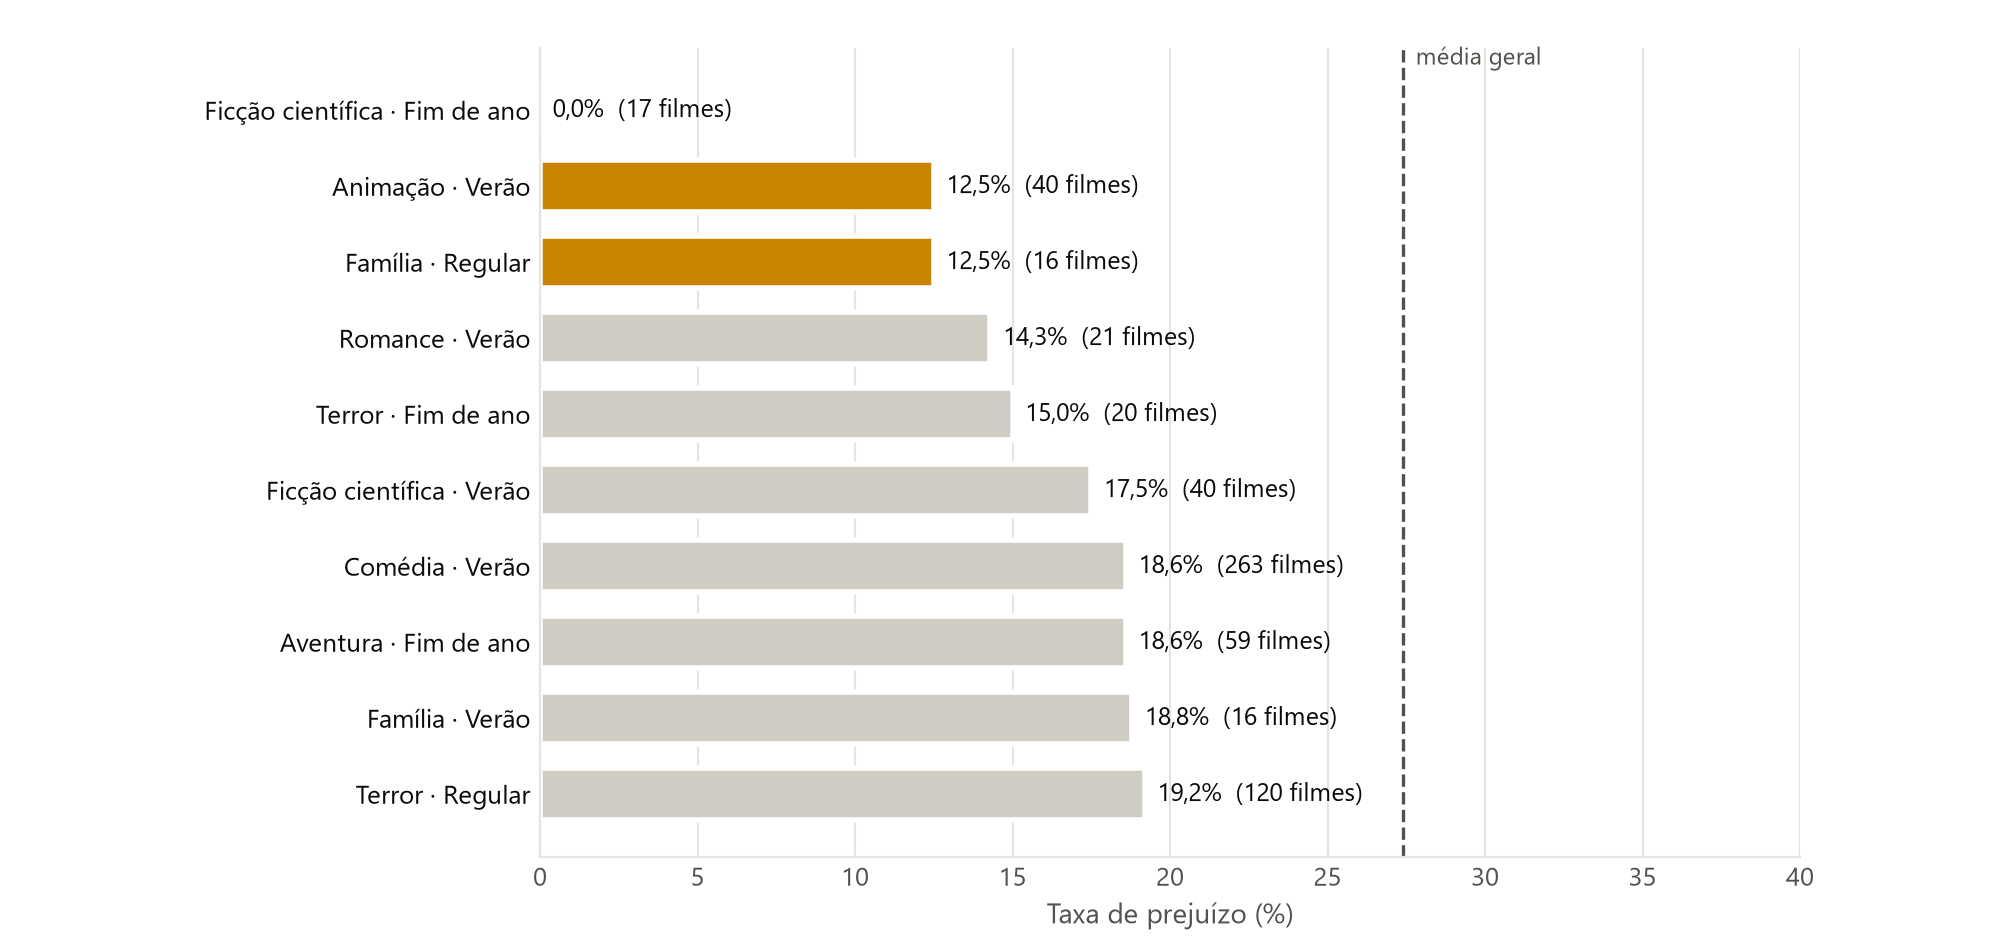 média geral
Ficção científica · Fim de ano 0,0% (17 filmes)
Animação · Verão 12,5% (40 filmes)
Família · Regular 12,5% (16 filmes)
Romance · Verão 14,3% (21 filmes)
Terror · Fim de ano 15,0% (20 filmes)
Ficção científica · Verão 17,5% (40 filmes)
Comédia · Verão 18,6% (263 filmes)
Aventura · Fim de ano 18,6% (59 filmes)
Família · Verão 18,8% (16 filmes)
Terror · Regular 19,2% (120 filmes)
0 5 10 15 20 25 30 35 40
Taxa de prejuízo (%)